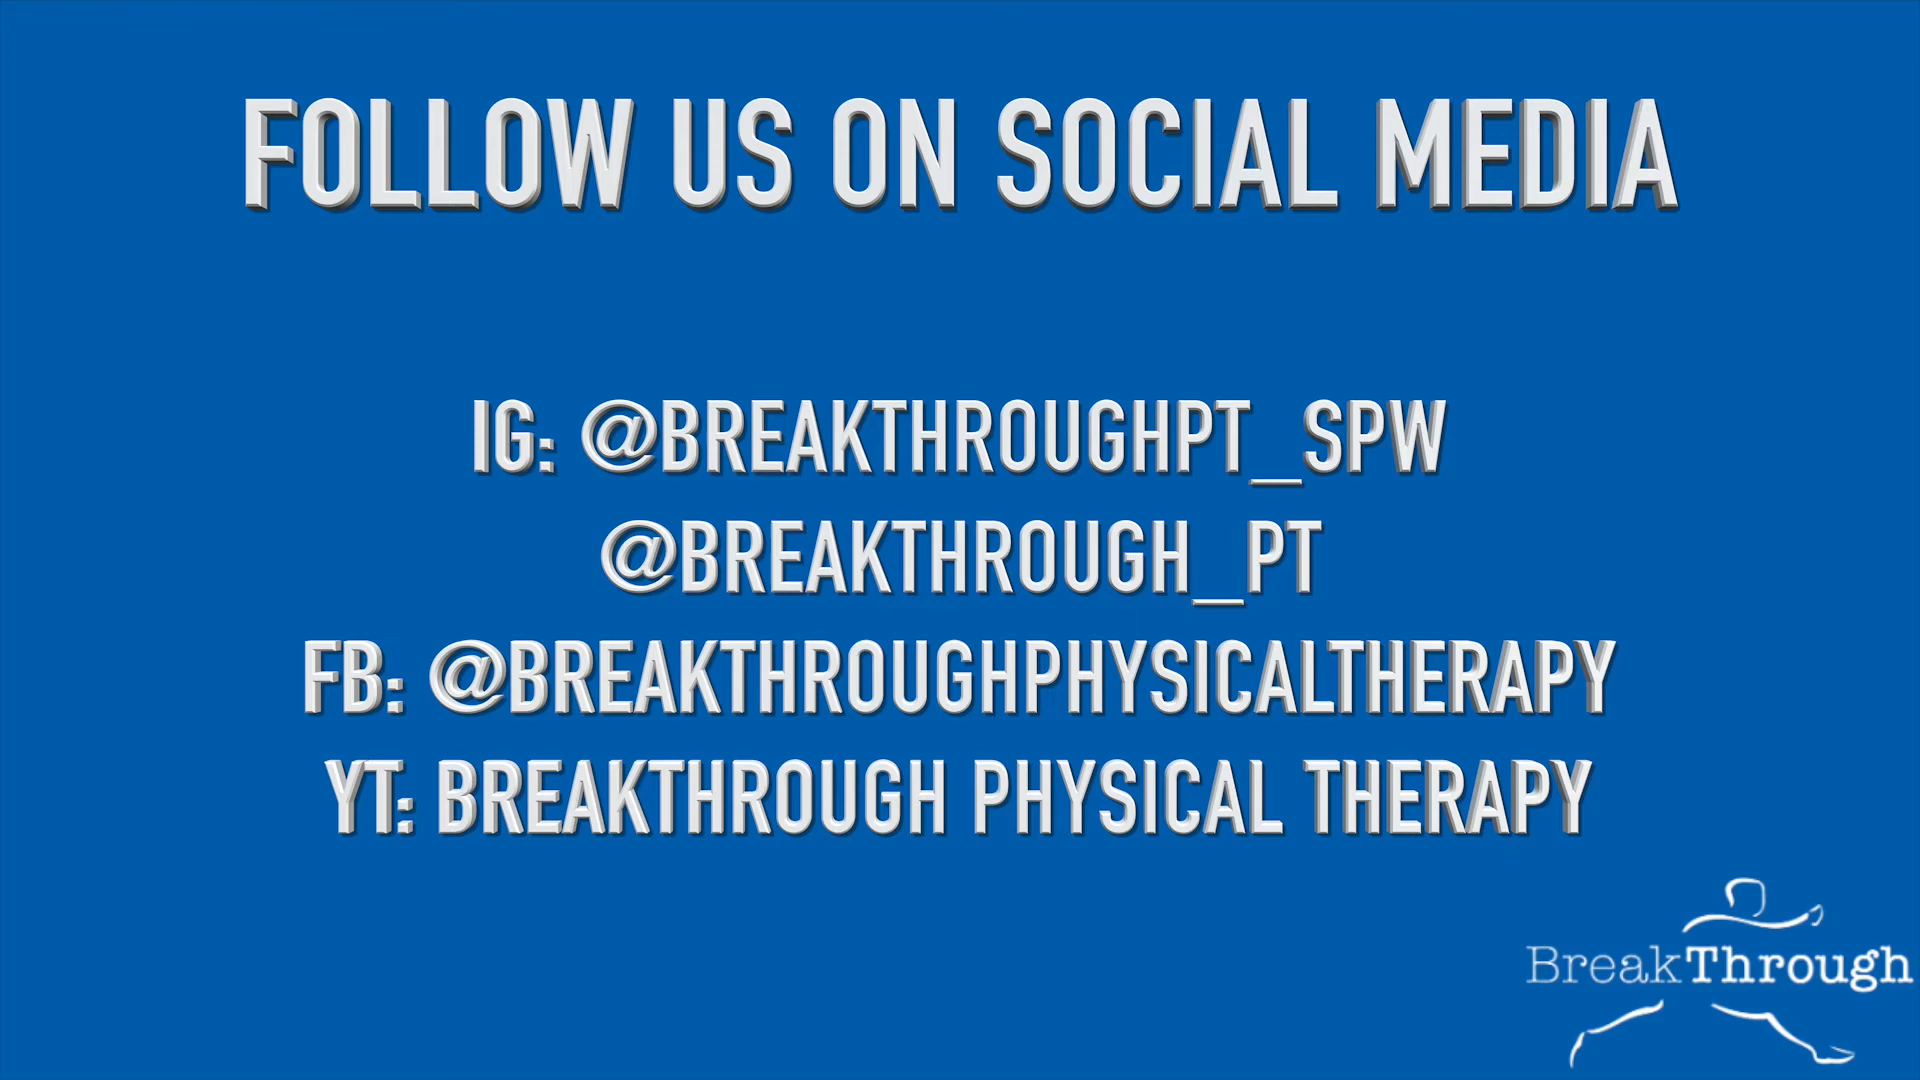 FOLLOW US ON SOCIAL MEDIA
IG: @BREAKTHROUGHPT_SPW
@BREAKTHROUGH_PT
FB: @BREAKTHROUGHPHYSICALTHERAPY
YT: BREAKTHROUGH PHYSICAL THERAPY
BreakThrough